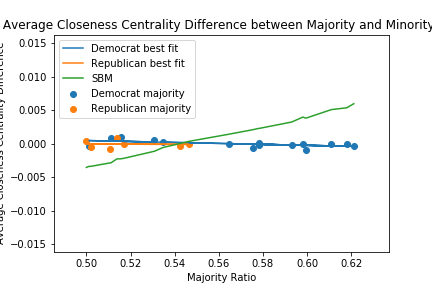 Average Closeness Centrality Difference between Majority and Minority
Average Closeness Centrality Difference
0.015
0.010
0.005
0.000
−0.005
−0.010
−0.015
Democrat best fit
Republican best fit
SBM
Democrat majority
Republican majority
0.50 0.52 0.54 0.56 0.58 0.60 0.62
Majority Ratio